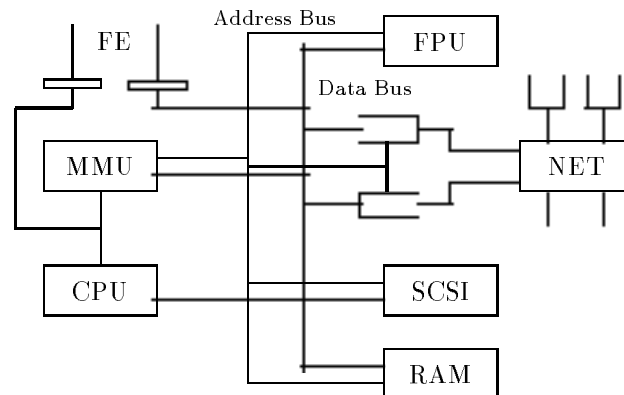 Address Bus
FE
FPU
Data Bus
MMU
NET
CPU
SCSI
RAM